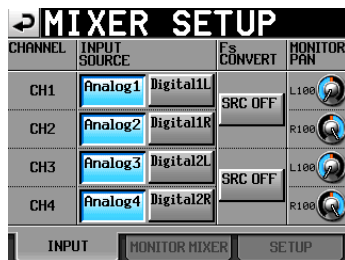 MIXER SETUP
CHANNEL INPUT SOURCE Fs CONVERT MONITOR PAN
CH1 Analog1 Digital1L L100
SRC OFF
CH2 Analog2 Digital1R R100
CH3 Analog3 Digital2L L100
SRC OFF
CH4 Analog4 Digital2R R100
INPUT MONITOR MIXER SETUP